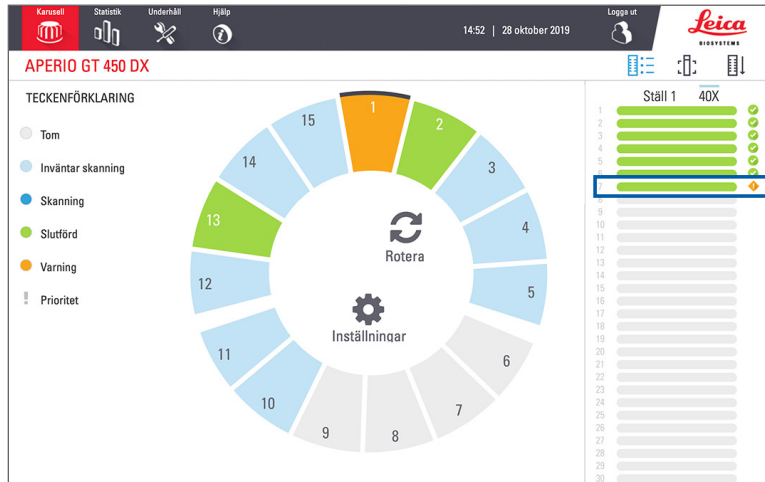 Karusell
Statistik
Underhåll
Hjälp
14:52 | 28 oktober 2019
Logga ut
Leica
BIOSYSTEMS
APERIO GT 450 DX
TECKENFÖRKLARING
Tom
Inväntar skanning
Skanning
Slutförd
Varning
Prioritet
1
2
3
4
5
6
7
8
9
10
11
12
13
14
15
Rotera
Inställningar
Ställ 1 40X
1
2
3
4
5
6
7
8
9
10
11
12
13
14
15
16
17
18
19
20
21
22
23
24
25
26
27
28
29
30